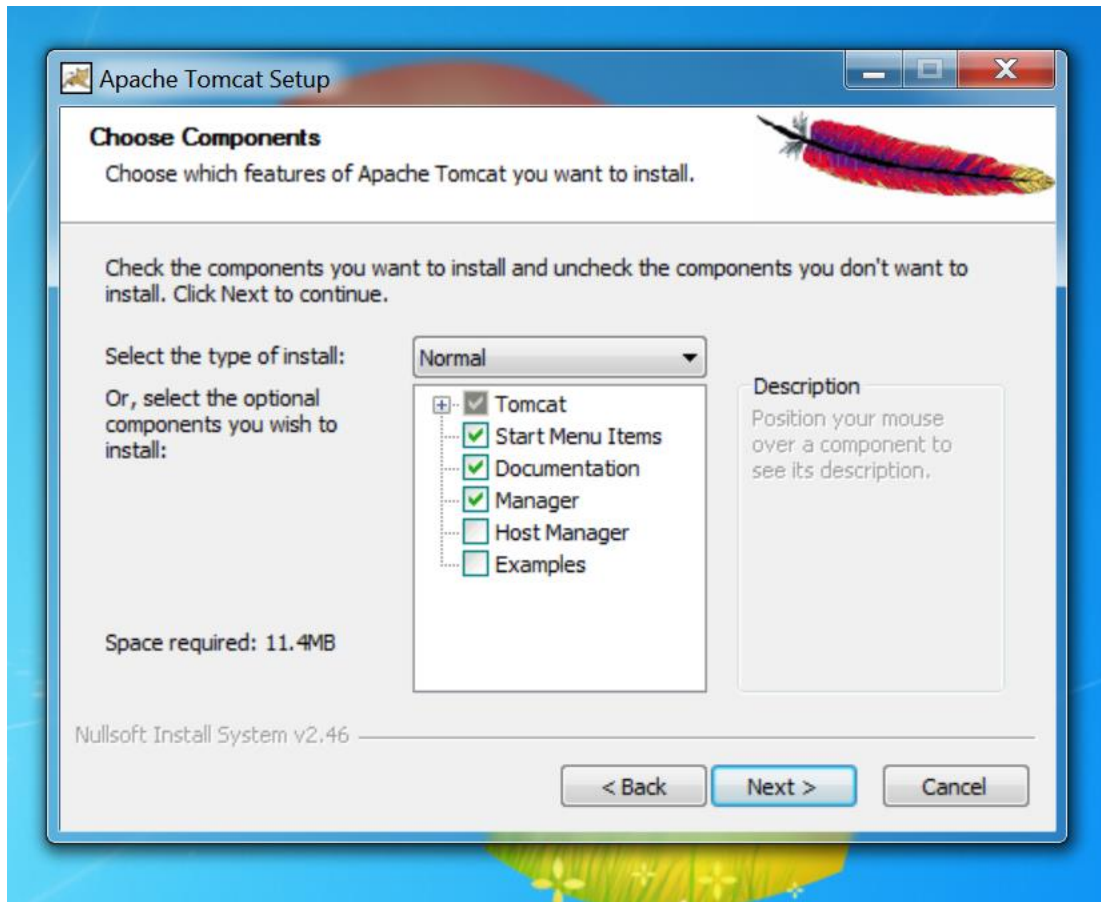 Apache Tomcat Setup
Choose Components
Choose which features of Apache Tomcat you want to install.
Check the components you want to install and uncheck the components you don't want to
install. Click Next to continue.
Select the type of install:
Normal
Or, select the optional
components you wish to
install:
Tomcat
Start Menu Items
Documentation
Manager
Host Manager
Examples
Description
Position your mouse
over a component to
see its description.
Space required: 11.4MB
Nullsoft Install System v2.46
< Back
Next >
Cancel